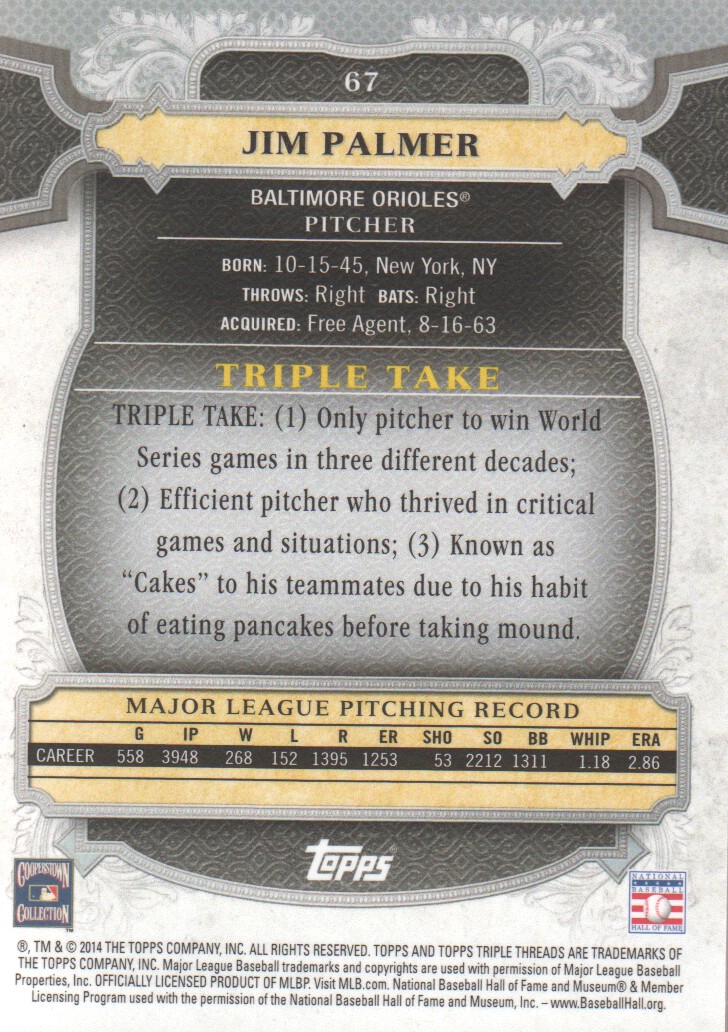 67
JIM PALMER
BALTIMORE ORIOLES®
PITCHER
BORN: 10-15-45, New York, NY
THROWS: Right BATS: Right
ACQUIRED: Free Agent, 8-16-63
TRIPLE TAKE
TRIPLE TAKE: (1) Only pitcher to win World
Series games in three different decades;
(2) Efficient pitcher who thrived in critical
games and situations; (3) Known as
“Cakes” to his teammates due to his habit
of eating pancakes before taking mound.
MAJOR LEAGUE PITCHING RECORD
G IP W L R ER SHO SO BB WHIP ERA
CAREER 558 3948 268 152 1395 1253 53 2212 1311 1.18 2.86
Topps®
COOPERSTOWN
COLLECTION™
NATIONAL
BASEBALL
HALL OF FAME
®, TM & © 2014 THE TOPPS COMPANY, INC. ALL RIGHTS RESERVED. TOPPS AND TOPPS TRIPLE THREADS ARE TRADEMARKS OF
THE TOPPS COMPANY, INC. Major League Baseball trademarks and copyrights are used with permission of Major League Baseball
Properties, Inc. OFFICIALLY LICENSED PRODUCT OF MLBP. Visit MLB.com. National Baseball Hall of Fame and Museum® & Member
Licensing Program used with the permission of the National Baseball Hall of Fame and Museum, Inc. – www.BaseballHall.org.